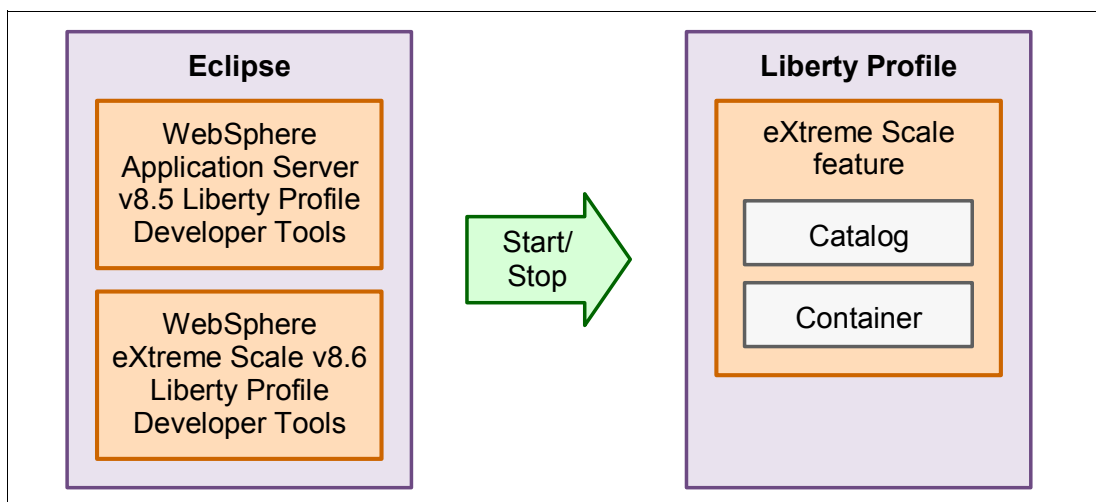 Eclipse
WebSphere
Application Server
v8.5 Liberty Profile
Developer Tools
WebSphere
eXtreme Scale v8.6
Liberty Profile
Developer Tools
Start/
Stop
Liberty Profile
eXtreme Scale
feature
Catalog
Container